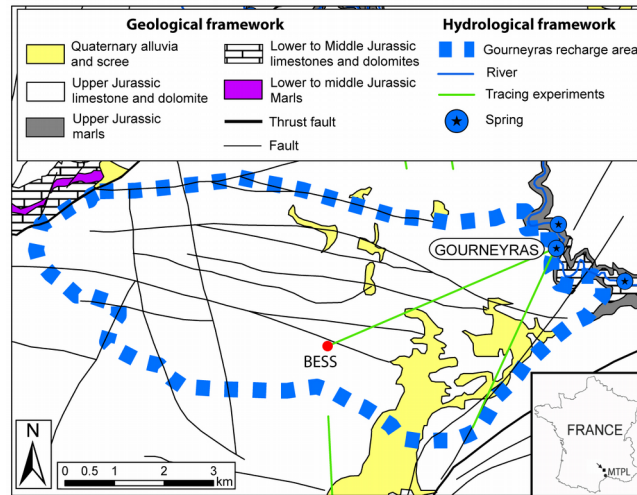 Geological framework
Quaternary alluvia
and scree
Upper Jurassic
limestone and dolomite
Upper Jurassic
marls
Lower to Middle Jurassic
limestones and dolomites
Lower to middle Jurassic
Marls
Thrust fault
Fault
Hydrological framework
Gourneyras recharge area
River
Tracing experiments
Spring
GOURNEYRAS
BESS
N
0 0.5 1 2 3
km
FRANCE
MTPL